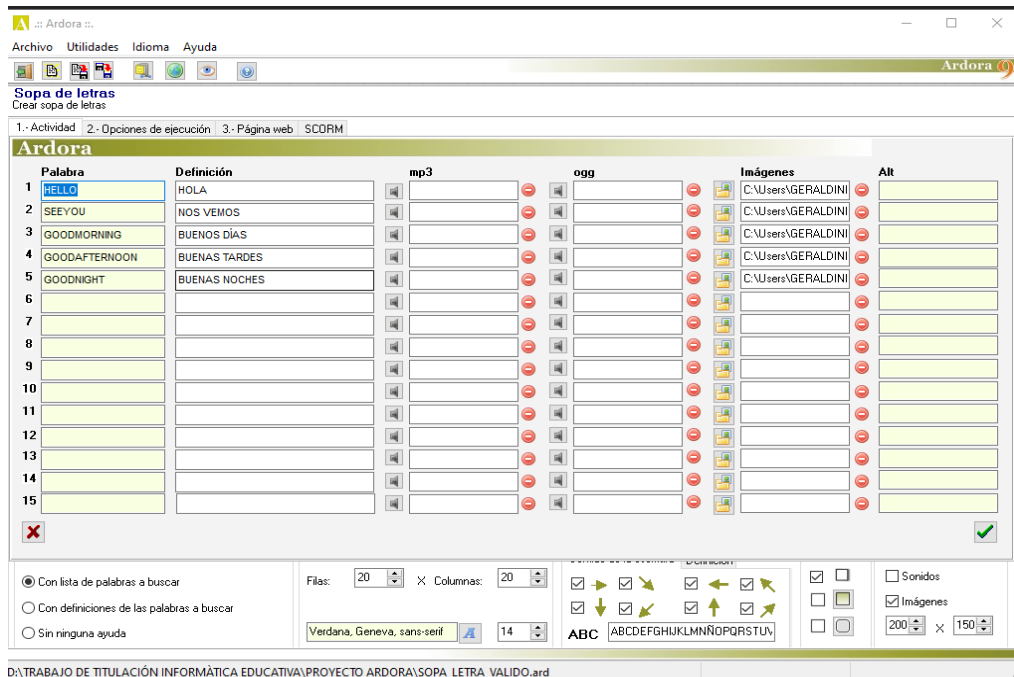 .:: Ardora ::.
Archivo Utilidades Idioma Ayuda
Ardora 9
Sopa de letras
Crear sopa de letras
1.- Actividad 2.- Opciones de ejecución 3.- Página web SCORM
Ardora
Palabra Definición mp3 ogg Imágenes Alt
1 HELLO HOLA C:\Users\GERALDINI
2 SEEYOU NOS VEMOS C:\Users\GERALDINI
3 GOODMORNING BUENOS DÍAS C:\Users\GERALDINI
4 GOODAFTERNOON BUENAS TARDES C:\Users\GERALDINI
5 GOODNIGHT BUENAS NOCHES C:\Users\GERALDINI
6
7
8
9
10
11
12
13
14
15
Con lista de palabras a buscar Filas: 20 X Columnas: 20 Definición Sonidos
Con definiciones de las palabras a buscar Imágenes
Sin ninguna ayuda Verdana, Geneva, sans-serif A 14 ABC ABCDEFGHIJKLMNÑOPQRSTUV 200 X 150
D:\TRABAJO DE TITULACIÓN INFORMÀTICA EDUCATIVA\PROYECTO ARDORA\SOPA_LETRA_VALIDO.ard